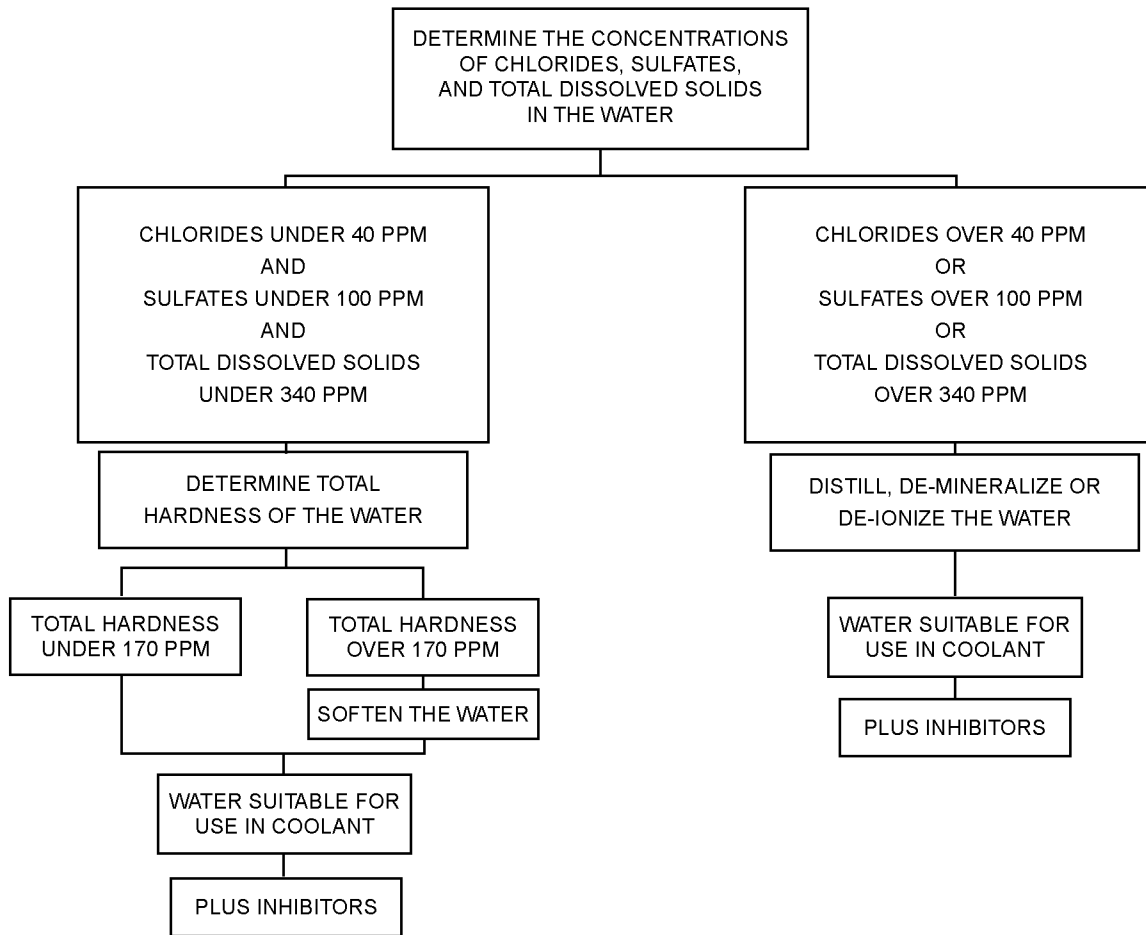 DETERMINE THE CONCENTRATIONS
OF CHLORIDES, SULFATES,
AND TOTAL DISSOLVED SOLIDS
IN THE WATER
CHLORIDES UNDER 40 PPM
AND
SULFATES UNDER 100 PPM
AND
TOTAL DISSOLVED SOLIDS
UNDER 340 PPM
CHLORIDES OVER 40 PPM
OR
SULFATES OVER 100 PPM
OR
TOTAL DISSOLVED SOLIDS
OVER 340 PPM
DETERMINE TOTAL
HARDNESS OF THE WATER
DISTILL, DE-MINERALIZE OR
DE-IONIZE THE WATER
TOTAL HARDNESS
UNDER 170 PPM
TOTAL HARDNESS
OVER 170 PPM
SOFTEN THE WATER
WATER SUITABLE FOR
USE IN COOLANT
PLUS INHIBITORS
WATER SUITABLE FOR
USE IN COOLANT
PLUS INHIBITORS